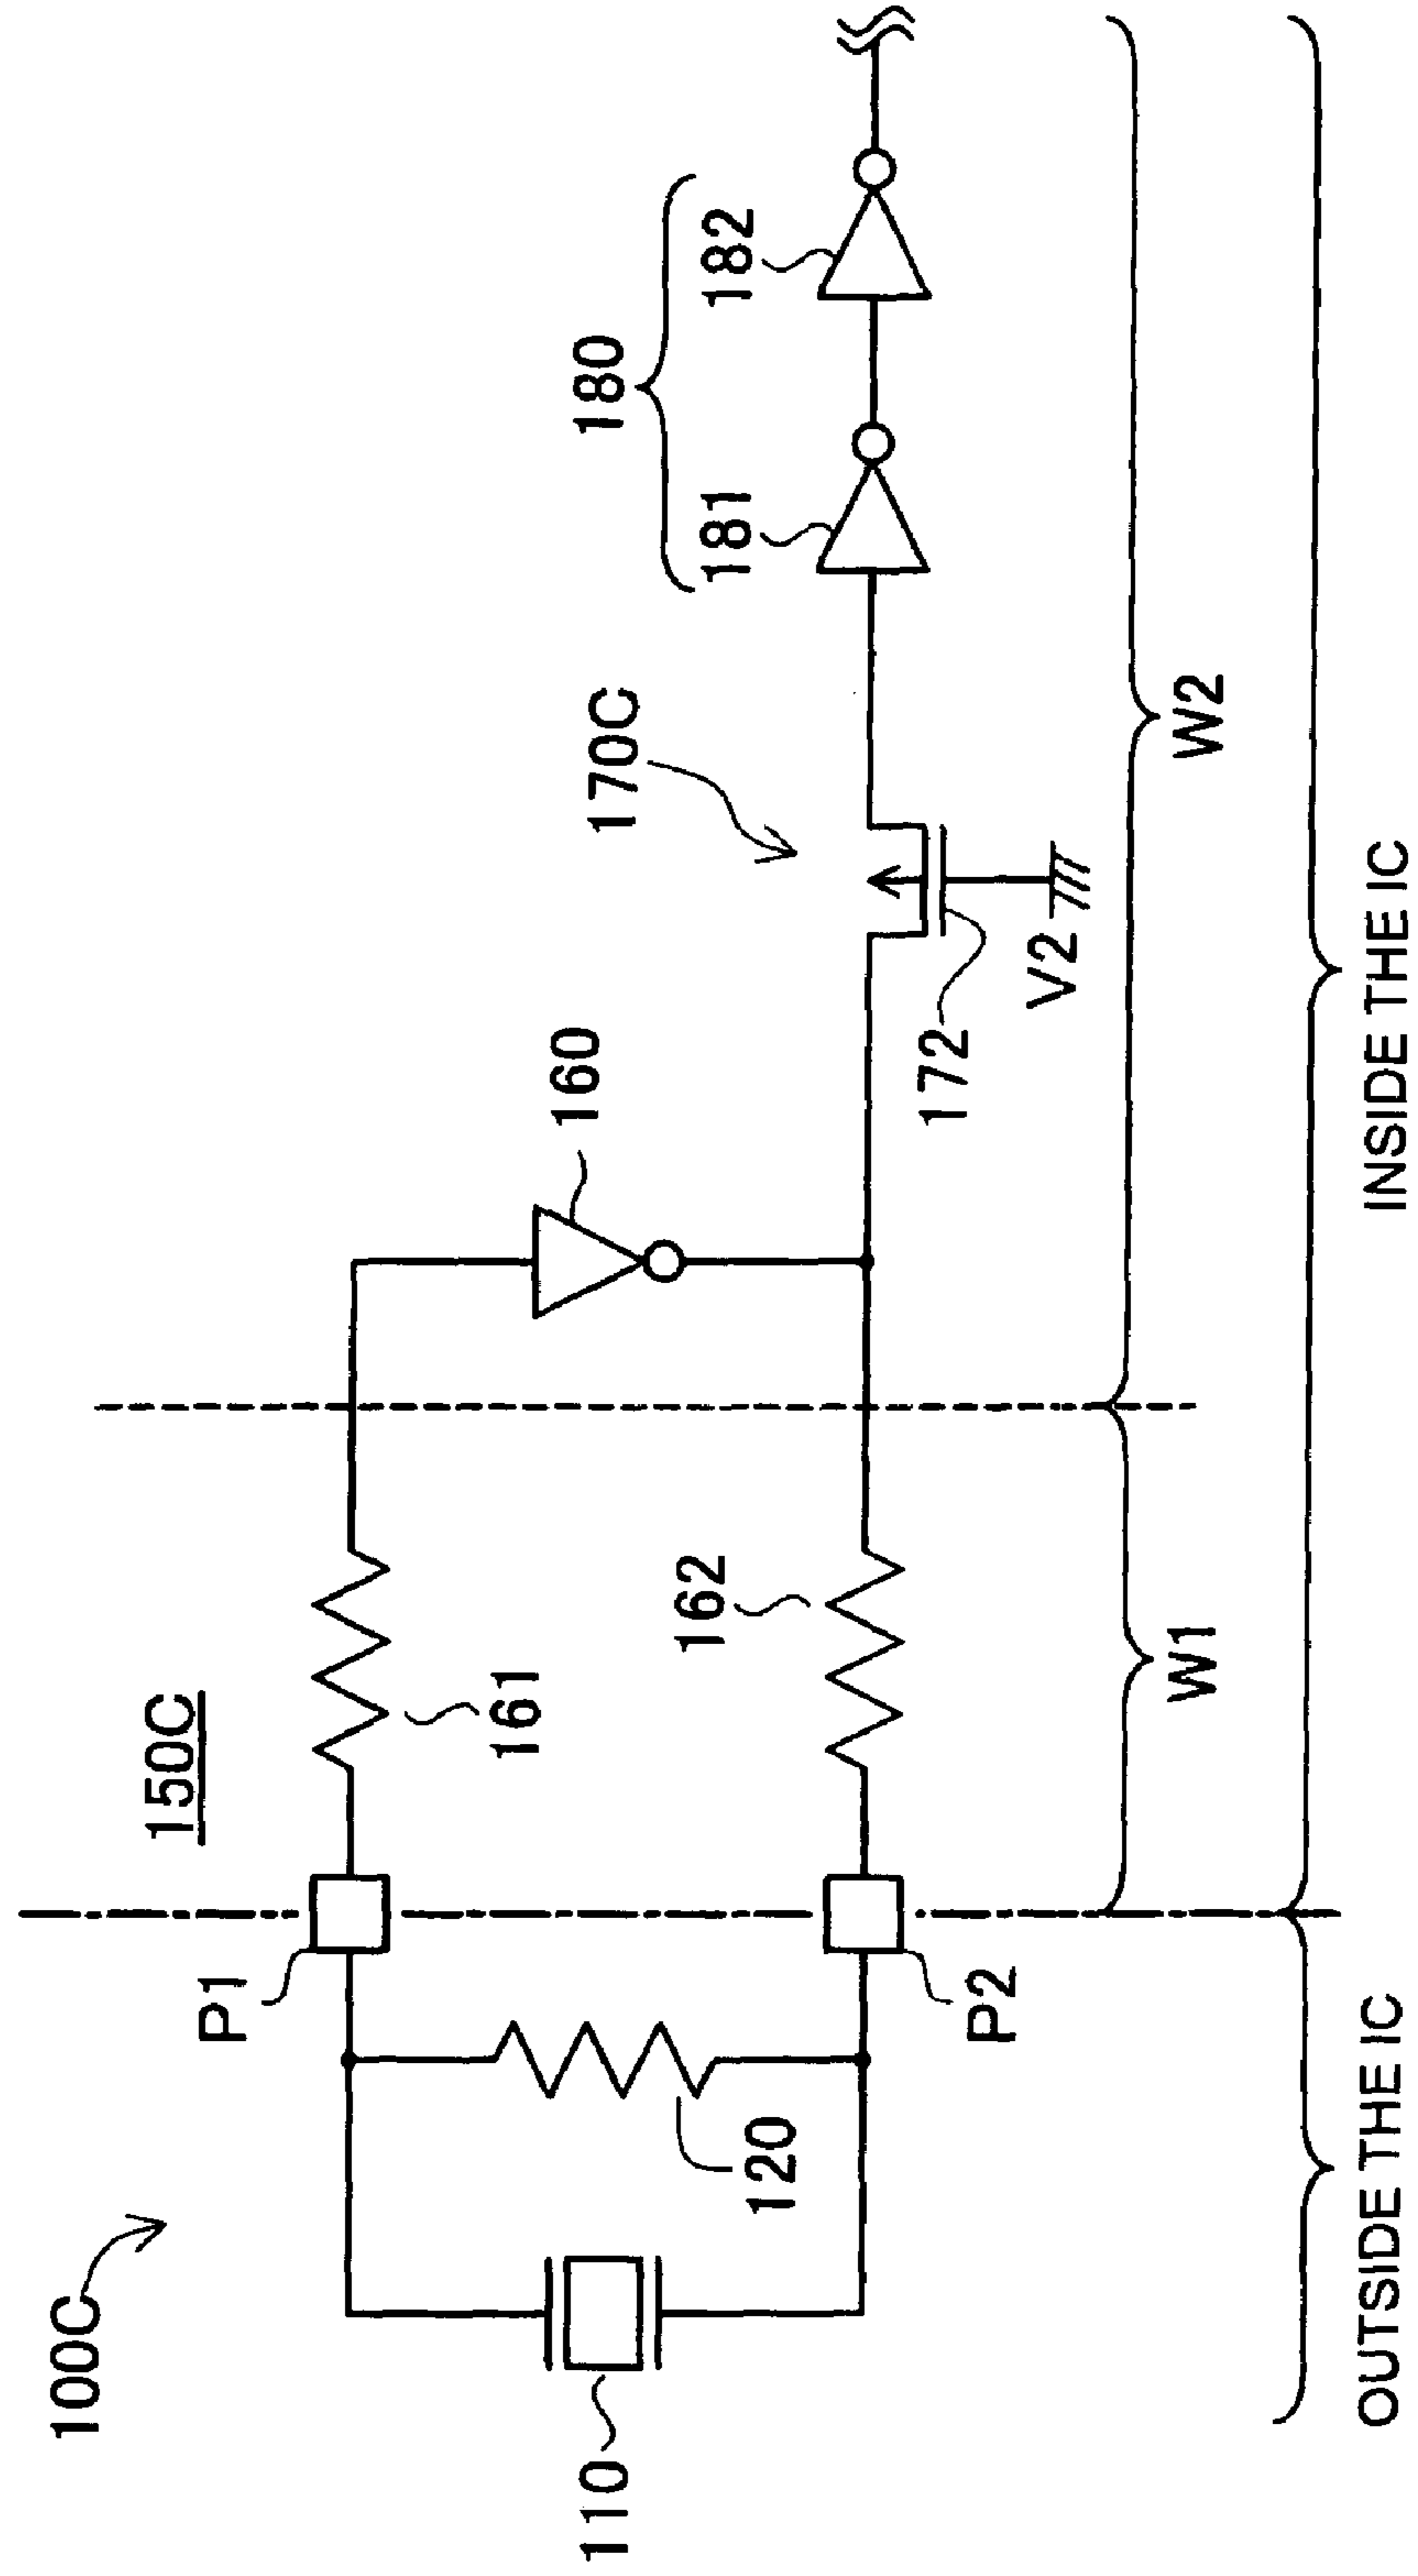 100C
150C
P1
161
160
110
120
162
170C
180
181
182
P2
172
V2
W1
W2
OUTSIDE THE IC
INSIDE THE IC